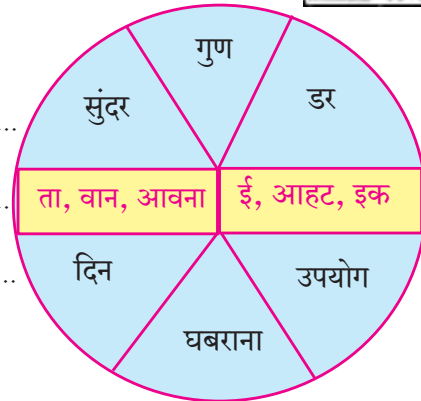 गुण
सुंदर
डर
ता, वान, आवना
ई, आहट, इक
दिन
उपयोग
घबराना